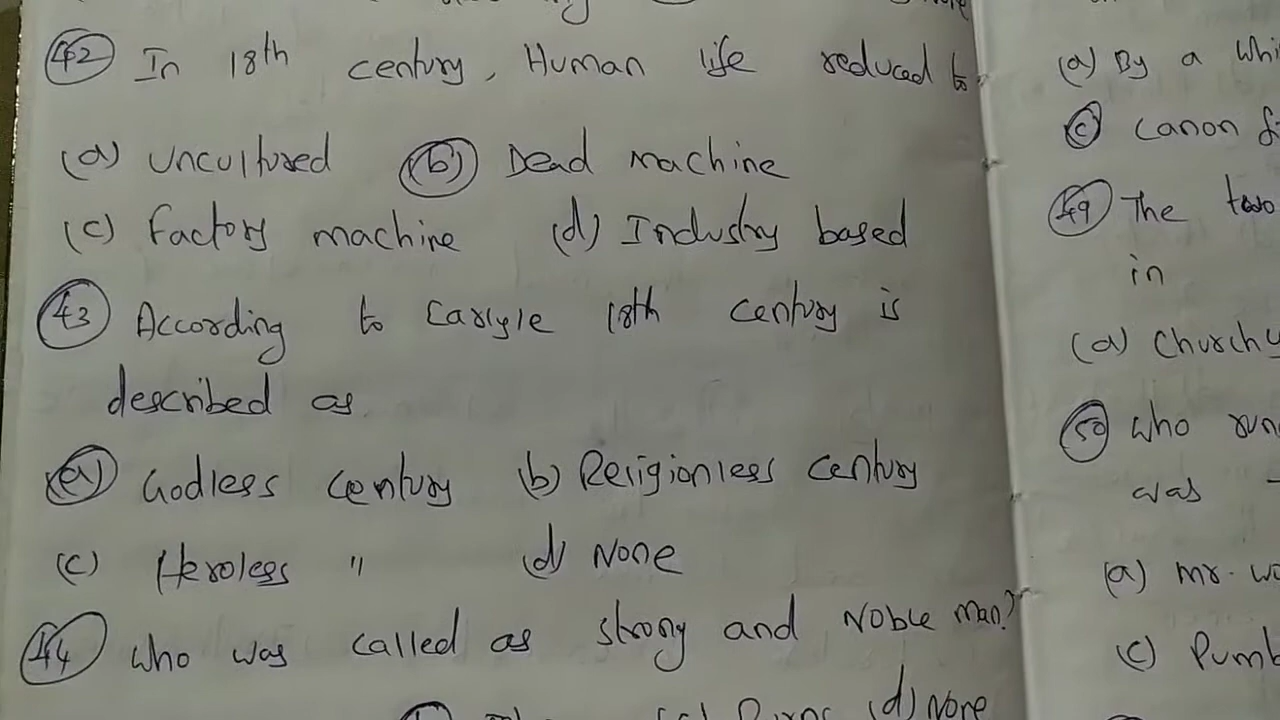 42 In 18th century, Human life reduced to
(a) Uncultured (b) Dead machine
(c) Factory machine (d) Industry based
43 According to Carlyle 18th century is
described as
(a) Godless century (b) Religionless century
(c) Heroless " (d) None
44 Who was called as strong and Noble man?
(d) None
(a) By a
(c) Canon
49 The two
in
(a)
50 Who
was
(a) mr.
(c)